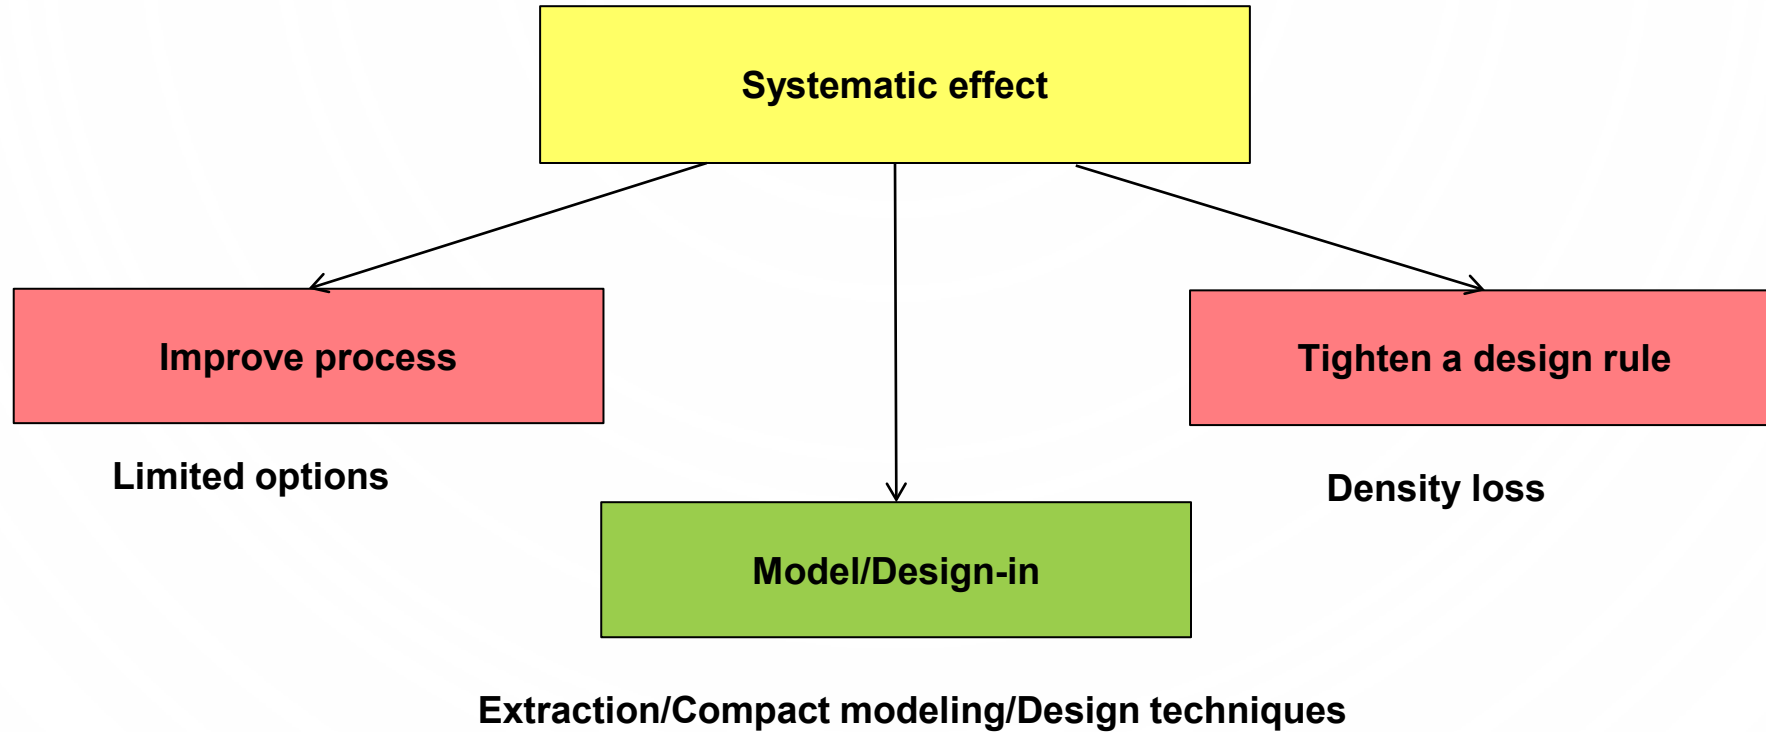 Systematic effect
Improve process
Tighten a design rule
Limited options
Density loss
Model/Design-in
Extraction/Compact modeling/Design techniques